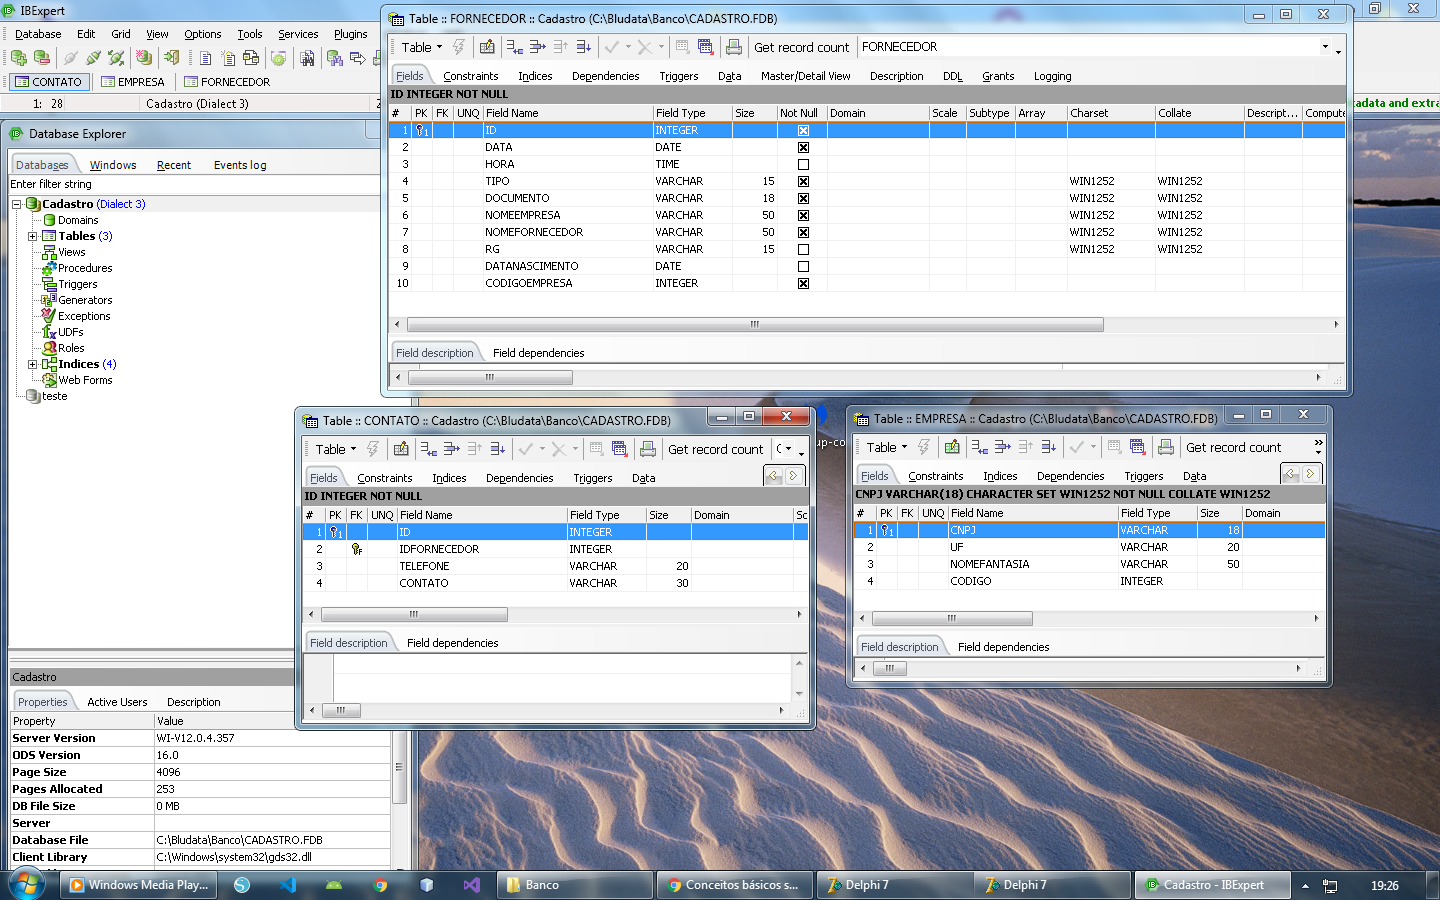 IBExpert
Database Edit Grid View Options Tools Services Plugins
CONTATO EMPRESA FORNECEDOR
1: 28 Cadastro (Dialect 3) 2
adata and extra
Database Explorer
Databases Windows Recent Events log
Enter filter string
Cadastro (Dialect 3)
Domains
Tables (3)
Views
Procedures
Triggers
Generators
Exceptions
UDFs
Roles
Indices (4)
Web Forms
teste
Cadastro
Properties Active Users Description
Property Value
Server Version WI-V12.0.4.357
ODS Version 16.0
Page Size 4096
Pages Allocated 253
DB File Size 0 MB
Server
Database File C:\Bludata\Banco\CADASTRO.FDB
Client Library C:\Windows\system32\gds32.dll
Table :: FORNECEDOR :: Cadastro (C:\Bludata\Banco\CADASTRO.FDB)
Table Get record count FORNECEDOR
Fields Constraints Indices Dependencies Triggers Data Master/Detail View Description DDL Grants Logging
ID INTEGER NOT NULL
# PK FK UNQ Field Name Field Type Size Not Null Domain Scale Subtype Array Charset Collate Descript... Compute
1 1 ID INTEGER
2 DATA DATE
3 HORA TIME
4 TIPO VARCHAR 15 WIN1252 WIN1252
5 DOCUMENTO VARCHAR 18 WIN1252 WIN1252
6 NOMEEMPRESA VARCHAR 50 WIN1252 WIN1252
7 NOMEFORNECEDOR VARCHAR 50 WIN1252 WIN1252
8 RG VARCHAR 15 WIN1252 WIN1252
9 DATANASCIMENTO DATE
10 CODIGOEMPRESA INTEGER
Field description Field dependencies
Table :: CONTATO :: Cadastro (C:\Bludata\Banco\CADASTRO.FDB)
Table Get record count C
Fields Constraints Indices Dependencies Triggers Data
ID INTEGER NOT NULL
# PK FK UNQ Field Name Field Type Size Domain Sc
1 1 ID INTEGER
2 F IDFORNECEDOR INTEGER
3 TELEFONE VARCHAR 20
4 CONTATO VARCHAR 30
Field description Field dependencies
up-co
Table :: EMPRESA :: Cadastro (C:\Bludata\Banco\CADASTRO.FDB)
Table Get record count
Fields Constraints Indices Dependencies Triggers Data
CNPJ VARCHAR(18) CHARACTER SET WIN1252 NOT NULL COLLATE WIN1252
# PK FK UNQ Field Name Field Type Size Domain
1 1 CNPJ VARCHAR 18
2 UF VARCHAR 20
3 NOMEFANTASIA VARCHAR 50
4 CODIGO INTEGER
Field description Field dependencies
Windows Media Play... Banco Conceitos básicos s... Delphi 7 Delphi 7 Cadastro - IBExpert 19:26